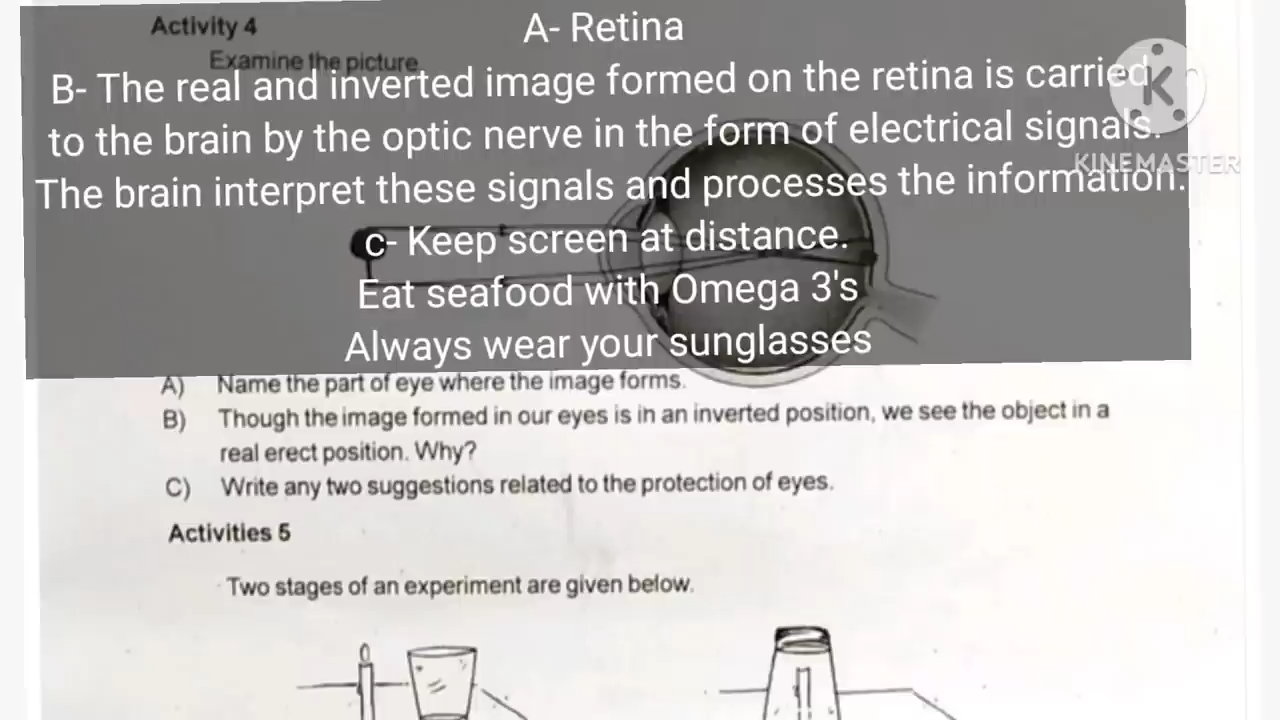 Activity 4
Examine the picture.
A- Retina
B- The real and inverted image formed on the retina is carried
to the brain by the optic nerve in the form of electrical signals.
The brain interpret these signals and processes the information.
c- Keep screen at distance.
Eat seafood with Omega 3's
Always wear your sunglasses
K
KINEMASTER
A) Name the part of eye where the image forms.
B) Though the image formed in our eyes is in an inverted position, we see the object in a
real erect position. Why?
C) Write any two suggestions related to the protection of eyes.
Activities 5
Two stages of an experiment are given below.